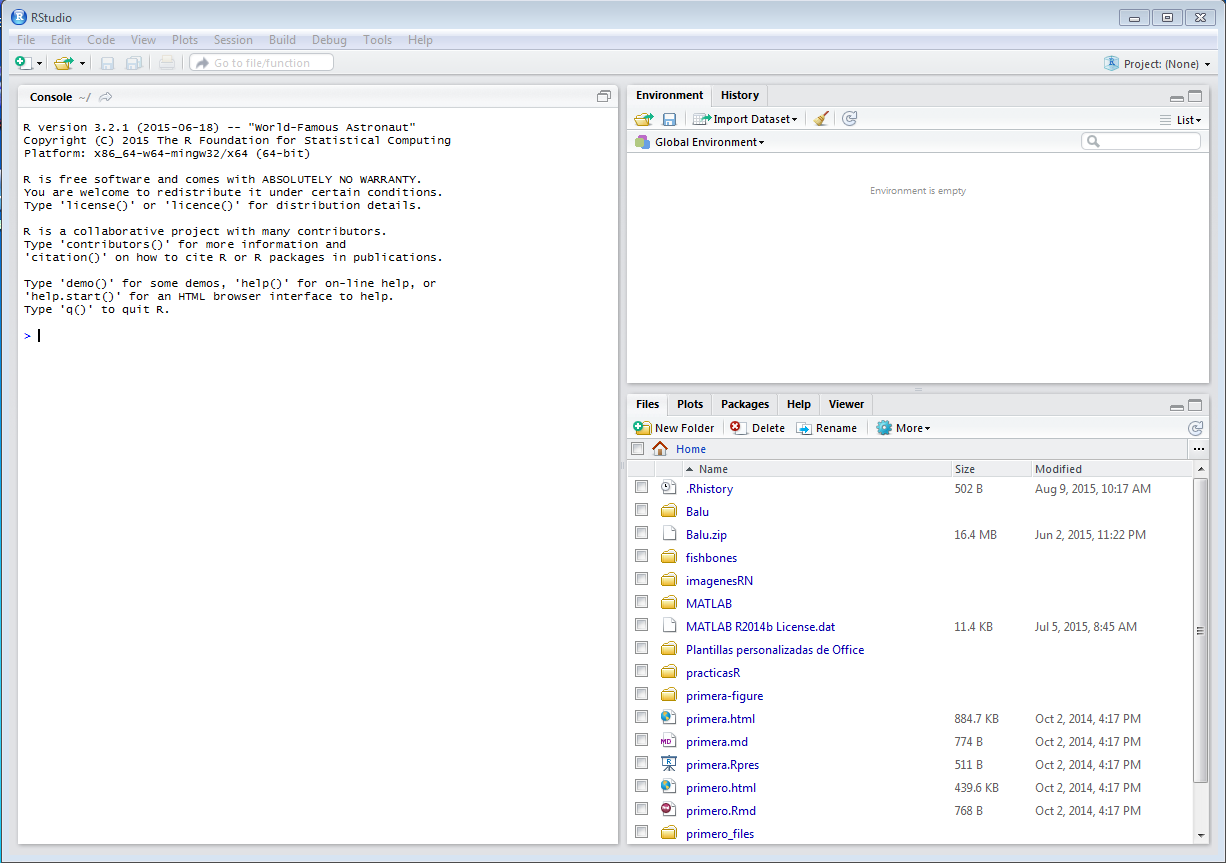 RStudio
File Edit Code View Plots Session Build Debug Tools Help
Go to file/function
Project: (None)
Console ~/
R version 3.2.1 (2015-06-18) -- "World-Famous Astronaut"
Copyright (C) 2015 The R Foundation for Statistical Computing
Platform: x86_64-w64-mingw32/x64 (64-bit)
R is free software and comes with ABSOLUTELY NO WARRANTY.
You are welcome to redistribute it under certain conditions.
Type 'license()' or 'licence()' for distribution details.
R is a collaborative project with many contributors.
Type 'contributors()' for more information and
'citation()' on how to cite R or R packages in publications.
Type 'demo()' for some demos, 'help()' for on-line help, or
'help.start()' for an HTML browser interface to help.
Type 'q()' to quit R.
>
Environment History
Import Dataset List
Global Environment
Environment is empty
Files Plots Packages Help Viewer
New Folder Delete Rename More
Home ...
Name Size Modified
.Rhistory 502 B Aug 9, 2015, 10:17 AM
Balu
Balu.zip 16.4 MB Jun 2, 2015, 11:22 PM
fishbones
imagenesRN
MATLAB
MATLAB R2014b License.dat 11.4 KB Jul 5, 2015, 8:45 AM
Plantillas personalizadas de Office
practicasR
primera-figure
primera.html 884.7 KB Oct 2, 2014, 4:17 PM
primera.md 774 B Oct 2, 2014, 4:17 PM
primera.Rpres 511 B Oct 2, 2014, 4:17 PM
primero.html 439.6 KB Oct 2, 2014, 4:17 PM
primero.Rmd 768 B Oct 2, 2014, 4:17 PM
primero_files